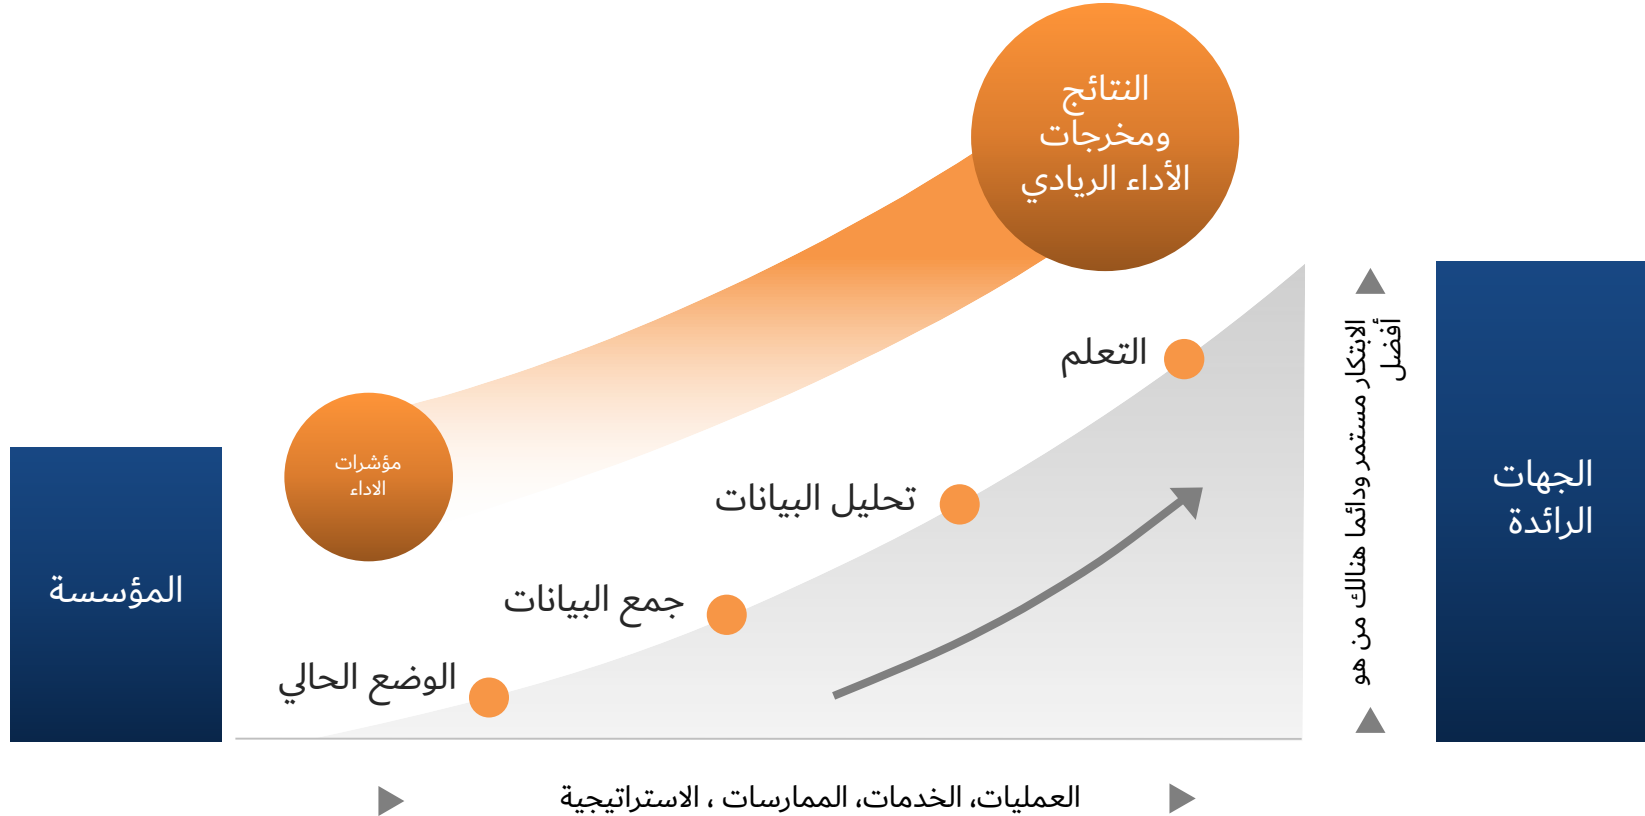 النتائج
ومخرجات
الأداء الريادي
التعلم
الابتكار مستمر ودائما هنالك من هو
أفضل
الجهات
الرائدة
مؤشرات
الاداء
تحليل البيانات
المؤسسة
جمع البيانات
الوضع الحالي
العمليات، الخدمات، الممارسات ، الاستراتيجية